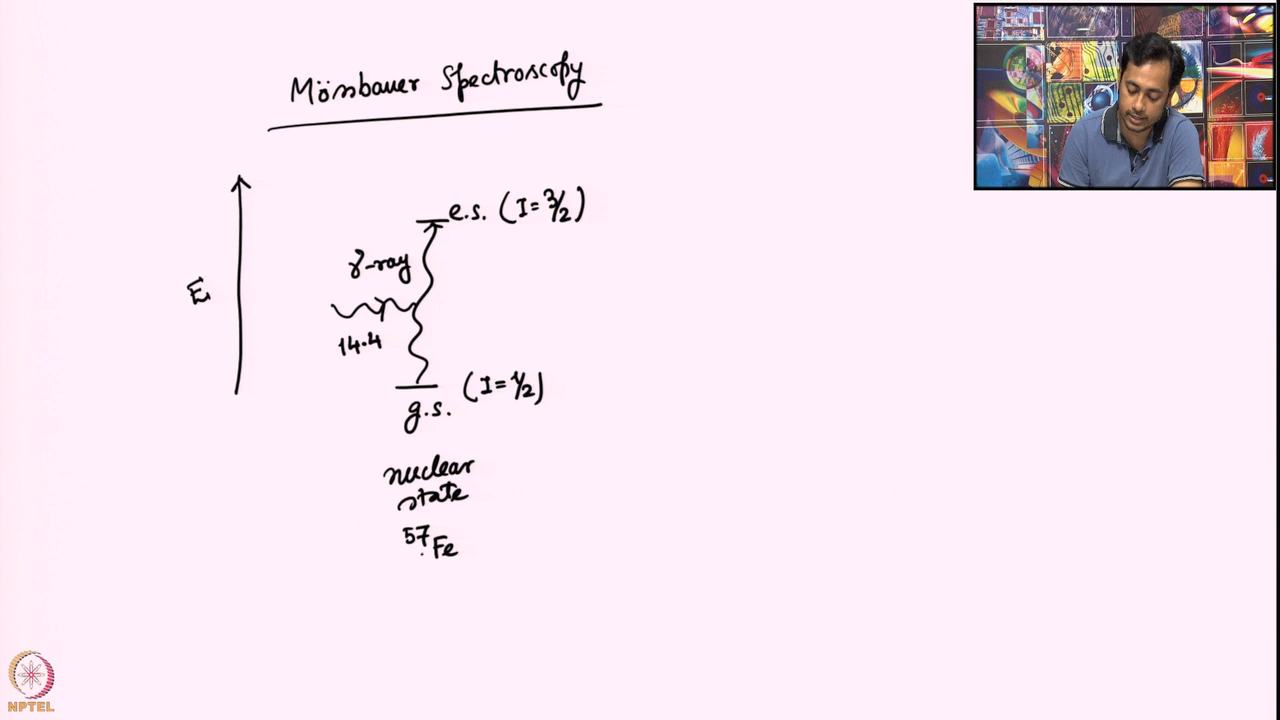 Mössbauer Spectroscopy
E
e.s. (I = 3/2)
γ-ray
14.4
(I = 1/2)
g.s.
nuclear
state
57Fe
NPTEL